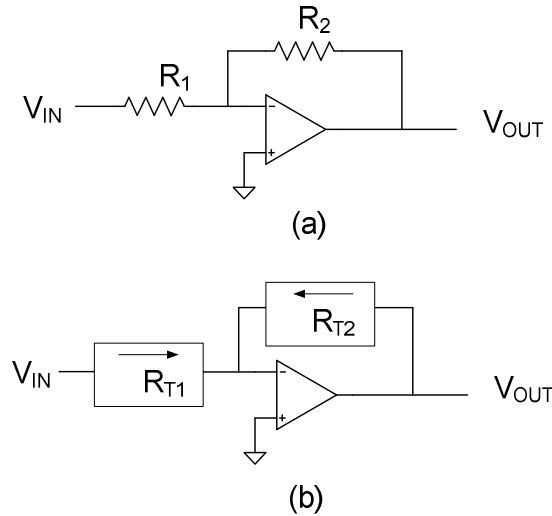 R2
R1
VIN
-
+
VOUT
(a)
RT2
VIN
RT1
-
+
VOUT
(b)